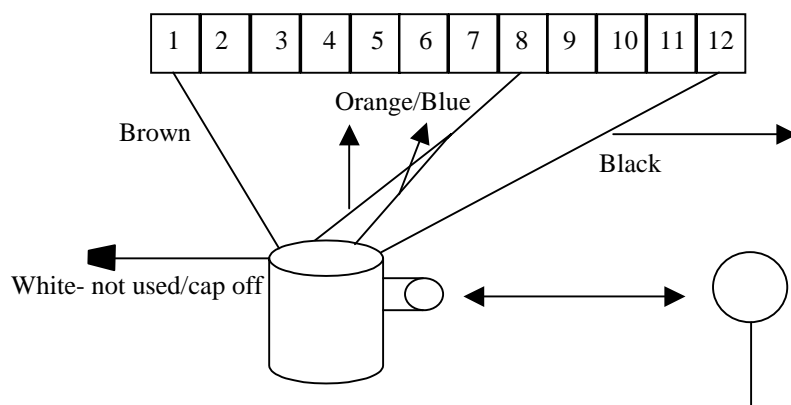 1 2 3 4 5 6 7 8 9 10 11 12
Orange/Blue
Brown
Black
White- not used/cap off